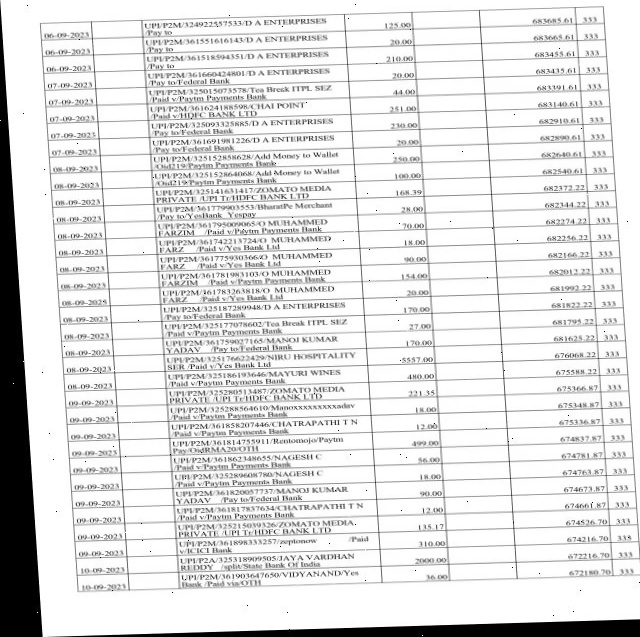 06-09-2023 UPI/P2M/324922557533/D A ENTERPRISES 125.00 683685.61 333
/Pay to
06-09-2023 UPI/P2M/361551616143/D A ENTERPRISES 20.00 683665.61 333
/Pay to
06-09-2023 UPI/P2M/361518594351/D A ENTERPRISES 210.00 683455.61 333
/Pay to
07-09-2023 UPI/P2M/361660424801/D A ENTERPRISES 20.00 683435.61 333
/Pay to/Federal Bank
07-09-2023 UPI/P2M/325015073578/Tea Break ITPL SEZ 44.00 683391.61 333
/Paid v/Paytm Payments Bank
07-09-2023 UPI/P2M/361624188598/CHAI POINT 251.00 683140.61 333
/Paid v/HDFC BANK LTD
07-09-2023 UPI/P2M/325093325885/D A ENTERPRISES 230.00 682910.61 333
/Pay to/Federal Bank
07-09-2023 UPI/P2M/361691981226/D A ENTERPRISES 20.00 682890.61 333
/Pay to/Federal Bank
08-09-2023 UPI/P2M/325152858628/Add Money to Wallet 250.00 682640.61 333
/Oid219/Paytm Payments Bank
08-09-2023 UPI/P2M/325152864068/Add Money to Wallet 100.00 682540.61 333
/Oid219/Paytm Payments Bank
08-09-2023 UPI/P2M/325141631417/ZOMATO MEDIA 168.39 682372.22 333
PRIVATE /UPI Tr/HDFC BANK LTD
08-09-2023 UPI/P2M/361779903553/BharatPe Merchant 28.00 682344.22 333
/Pay to/YesBank_Yespay
08-09-2023 UPI/P2M/361795009065/O MUHAMMED 70.00 682274.22 333
FARZIM /Paid v/Paytm Payments Bank
08-09-2023 UPI/P2M/361742213724/O MUHAMMED 18.00 682256.22 333
FARZ /Paid v/Yes Bank Ltd
08-09-2023 UPI/P2M/361775930366/O MUHAMMED 90.00 682166.22 333
FARZ /Paid v/Yes Bank Ltd
08-09-2023 UPI/P2M/361781983103/O MUHAMMED 154.00 682012.22 333
FARZIM /Paid v/Paytm Payments Bank
08-09-2023 UPI/P2M/361783263818/O MUHAMMED 20.00 681992.22 333
FARZ /Paid v/Yes Bank Ltd
08-09-2023 UPI/P2M/325187289948/D A ENTERPRISES 170.00 681822.22 333
/Pay to/Federal Bank
08-09-2023 UPI/P2M/325177078602/Tea Break ITPL SEZ 27.00 681795.22 333
/Paid v/Paytm Payments Bank
08-09-2023 UPI/P2M/361759027165/MANOJ KUMAR 170.00 681625.22 333
YADAV /Pay to/Federal Bank
08-09-2023 UPI/P2M/325176622429/NIRU HOSPITALITY 5557.00 676068.22 333
SER /Paid v/Yes Bank Ltd
08-09-2023 UPI/P2M/325186193646/MAYURI WINES 480.00 675588.22 333
/Paid v/Paytm Payments Bank
09-09-2023 UPI/P2M/325280513487/ZOMATO MEDIA 221.35 675366.87 333
PRIVATE /UPI Tr/HDFC BANK LTD
09-09-2023 UPI/P2M/325288564610/Manoxxxxxxxxxadav 18.00 675348.87 333
/Paid v/Paytm Payments Bank
09-09-2023 UPI/P2M/361858207446/CHATRAPATHI T N 12.00 675336.87 333
/Paid v/Paytm Payments Bank
09-09-2023 UPI/P2M/361814755911/Rentomojo/Paytm 499.00 674837.87 333
Pay/OidRMA20/OTH
09-09-2023 UPI/P2M/361862348655/NAGESH C 56.00 674781.87 333
/Paid v/Paytm Payments Bank
09-09-2023 UPI/P2M/325289608780/NAGESH C 18.00 674763.87 333
/Paid v/Paytm Payments Bank
09-09-2023 UPI/P2M/361820057737/MANOJ KUMAR 90.00 674673.87 333
YADAV /Pay to/Federal Bank
09-09-2023 UPI/P2M/361817837634/CHATRAPATHI T N 12.00 674661.87 333
/Paid v/Paytm Payments Bank
09-09-2023 UPI/P2M/325215039326/ZOMATO MEDIA 135.17 674526.70 333
PRIVATE /UPI Tr/HDFC BANK LTD
09-09-2023 UPI/P2M/361898333257/zeptonow /Paid 310.00 674216.70 333
v/ICICI Bank
10-09-2023 UPI/P2A/325318909505/JAYA VARDHAN 2000.00 672216.70 333
REDDY /split/State Bank Of India
10-09-2023 UPI/P2M/361903647650/VIDYANAND/Yes 36.00 672180.70 333
Bank /Paid via/OTH